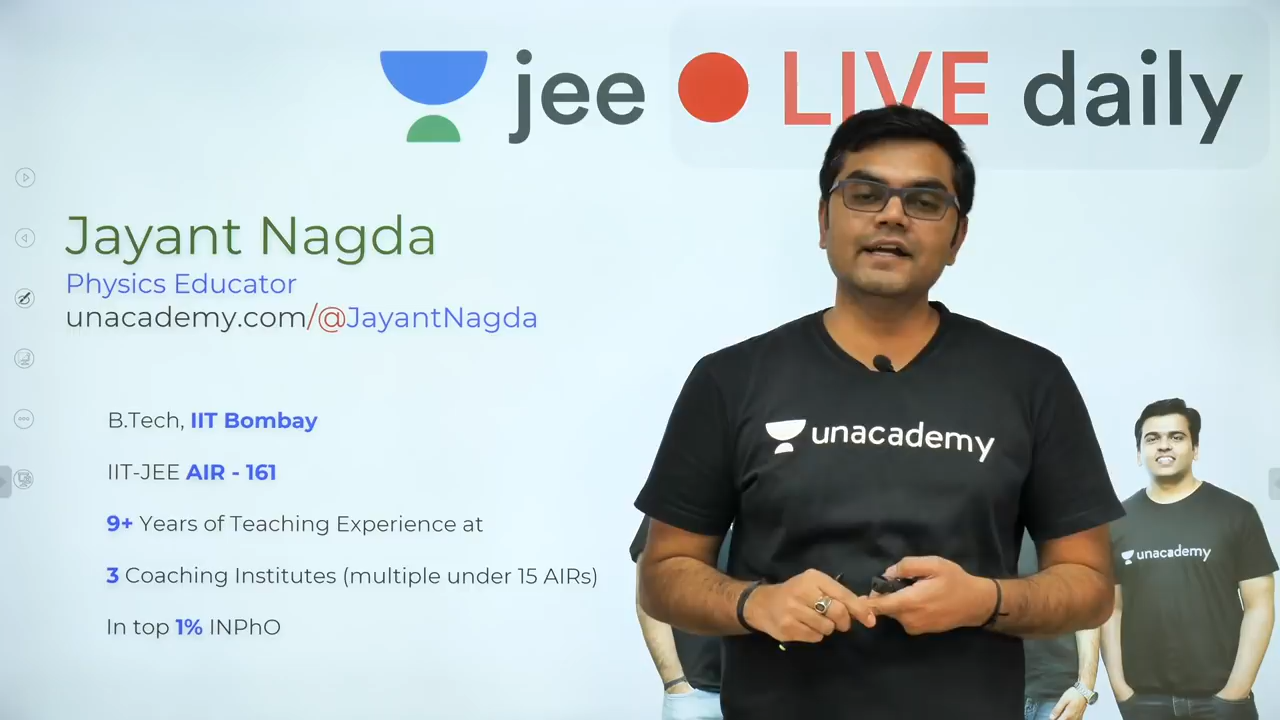 jee LIVE daily
Jayant Nagda
Physics Educator
unacademy.com/@JayantNagda
B.Tech, IIT Bombay
IIT-JEE AIR - 161
9+ Years of Teaching Experience at
3 Coaching Institutes (multiple under 15 AIRs)
In top 1% INPhO
unacademy
unacademy